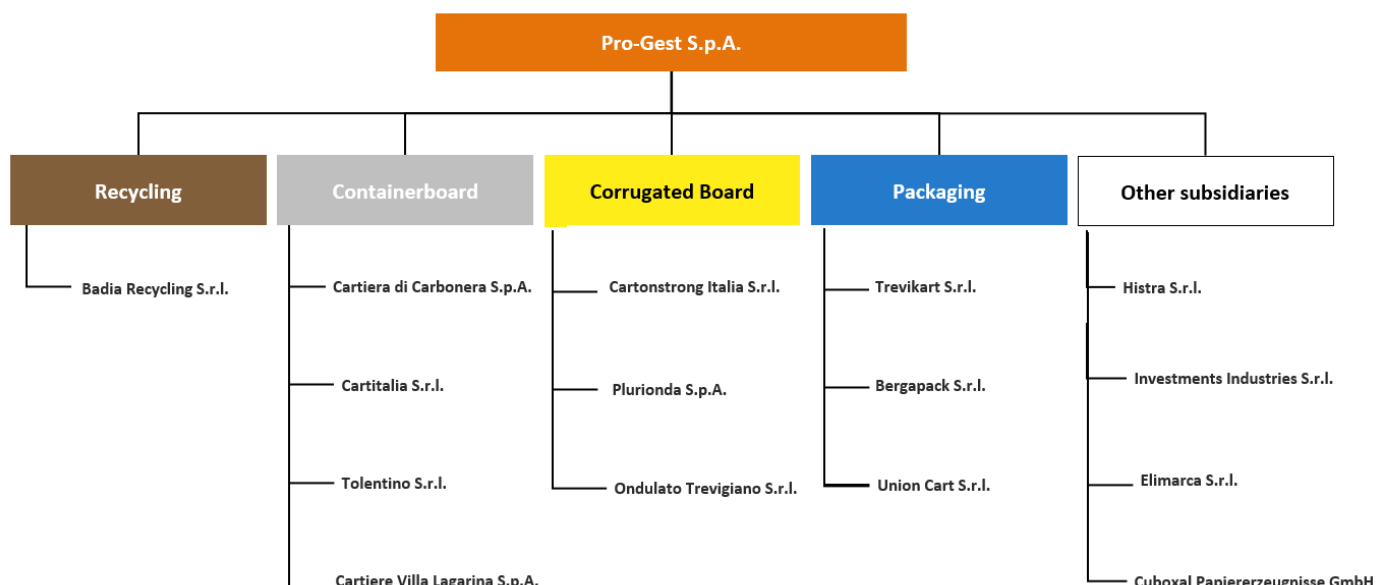 Pro-Gest S.p.A.
Recycling
Containerboard
Corrugated Board
Packaging
Other subsidiaries
Badia Recycling S.r.l.
Cartiera di Carbonera S.p.A.
Cartonstrong Italia S.r.l.
Trevikart S.r.l.
Histra S.r.l.
Cartitalia S.r.l.
Plurionda S.p.A.
Bergapack S.r.l.
Investments Industries S.r.l.
Tolentino S.r.l.
Ondulato Trevigiano S.r.l.
Union Cart S.r.l.
Elimarca S.r.l.
Cartiere Villa Lagarina S.p.A.
Cuboxal Papiererzeugnisse GmbH